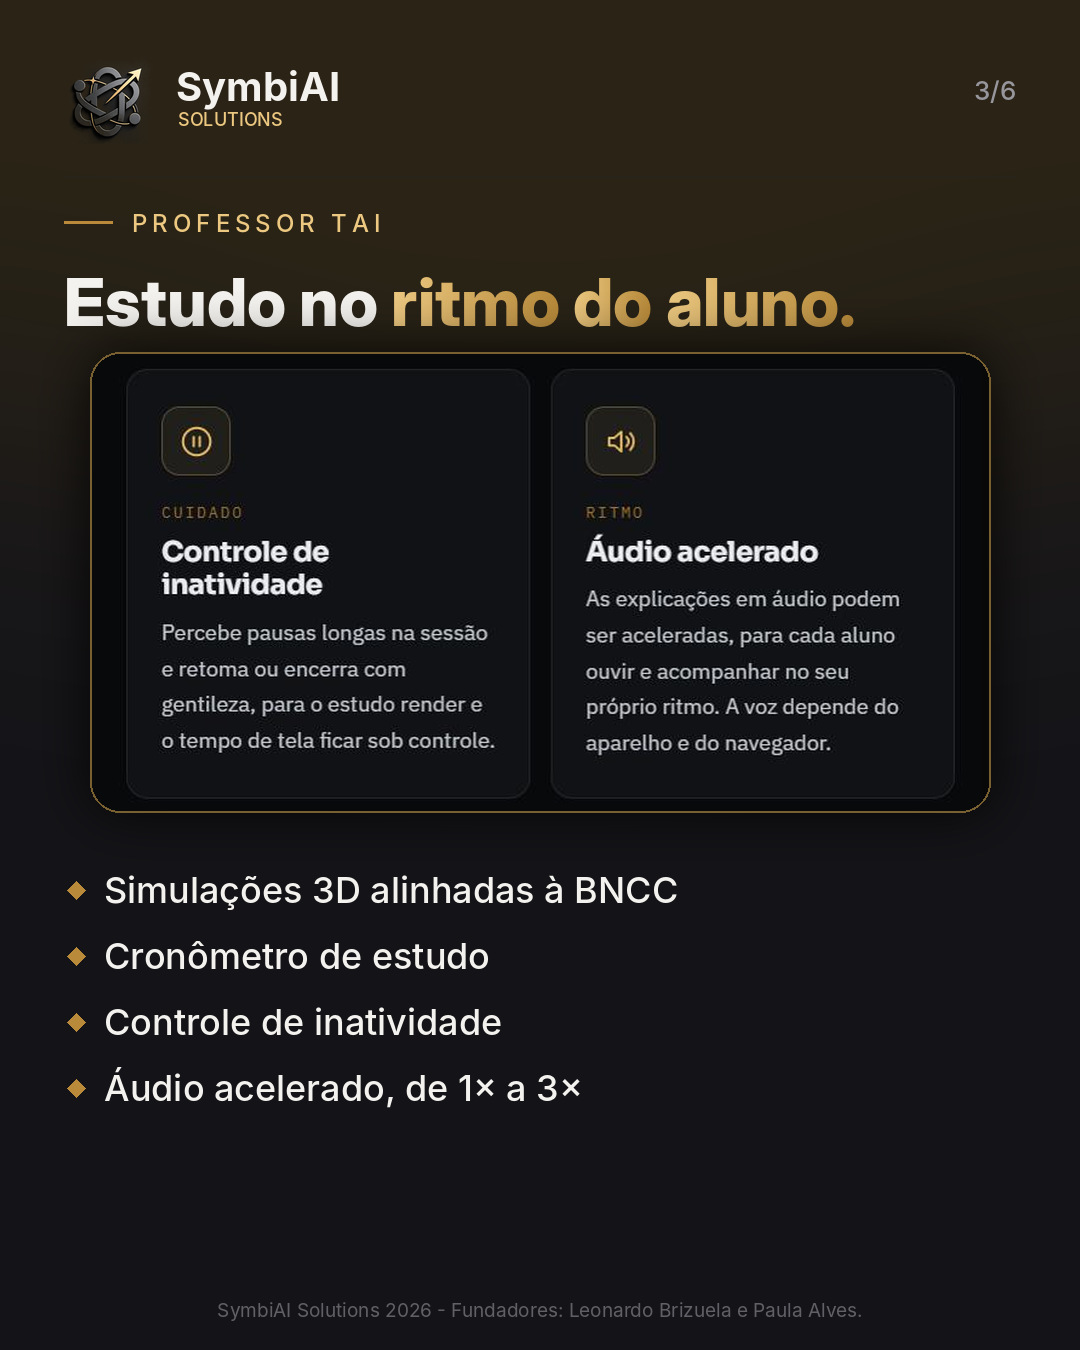 SymbiAI
SOLUTIONS
3/6
PROFESSOR TAI
Estudo no ritmo do aluno.
CUIDADO
Controle de
inatividade
Percebe pausas longas na sessão
e retoma ou encerra com
gentileza, para o estudo render e
o tempo de tela ficar sob controle.
RITMO
Áudio acelerado
As explicações em áudio podem
ser aceleradas, para cada aluno
ouvir e acompanhar no seu
próprio ritmo. A voz depende do
aparelho e do navegador.
Simulações 3D alinhadas à BNCC
Cronômetro de estudo
Controle de inatividade
Áudio acelerado, de 1× a 3×
SymbiAI Solutions 2026 - Fundadores: Leonardo Brizuela e Paula Alves.